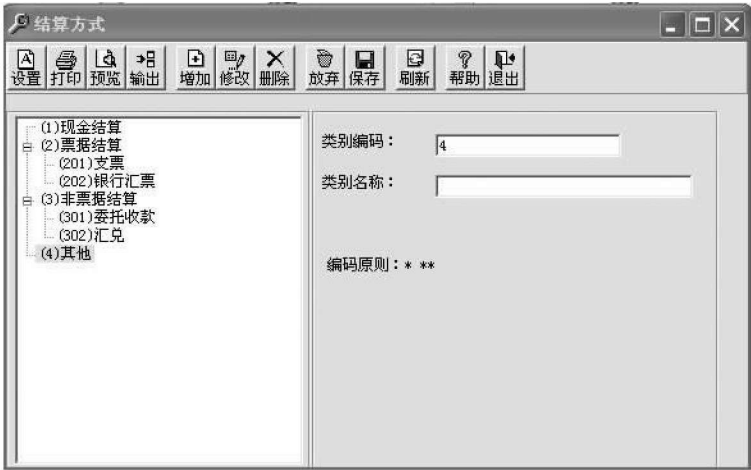 结算方式
设置 打印 预览 输出 增加 修改 删除 放弃 保存 刷新 帮助 退出
(1)现金结算
(2)票据结算
(201)支票
(202)银行汇票
(3)非票据结算
(301)委托收款
(302)汇兑
(4)其他
类别编码：
4
类别名称：
编码原则：* **